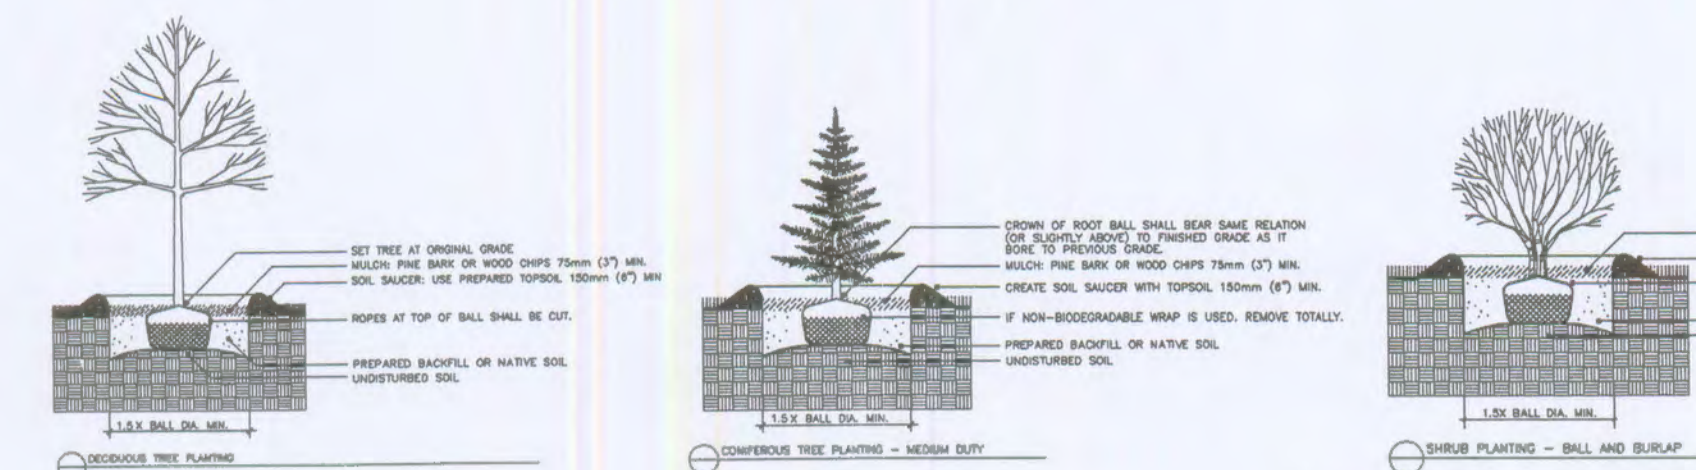 SET TREE AT ORIGINAL GRADE
MULCH: PINE BARK OR WOOD CHIPS 75mm (3") MIN.
SOIL SAUCER: USE PREPARED TOPSOIL 150mm (6") MIN
ROPES AT TOP OF BALL SHALL BE CUT.
PREPARED BACKFILL OR NATIVE SOIL
UNDISTURBED SOIL
1.5X BALL DIA. MIN.
DECIDUOUS TREE PLANTING
CROWN OF ROOT BALL SHALL BEAR SAME RELATION
(OR SLIGHTLY ABOVE) TO FINISHED GRADE AS IT
BORE TO PREVIOUS GRADE.
MULCH: PINE BARK OR WOOD CHIPS 75mm (3") MIN.
CREATE SOIL SAUCER WITH TOPSOIL 150mm (6") MIN.
IF NON-BIODEGRADABLE WRAP IS USED, REMOVE TOTALLY.
PREPARED BACKFILL OR NATIVE SOIL
UNDISTURBED SOIL
1.5X BALL DIA. MIN.
CONIFEROUS TREE PLANTING - MEDIUM DUTY
1.5X BALL DIA. MIN.
SHRUB PLANTING - BALL AND BURLAP